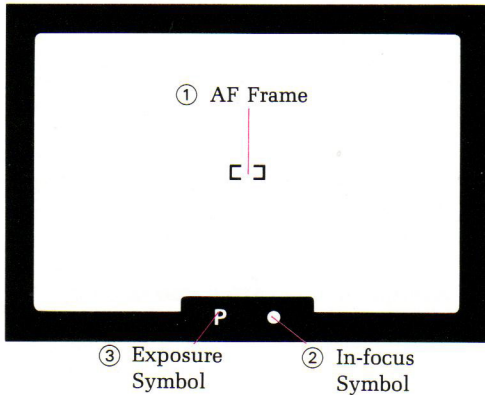 ① AF Frame
P
③ Exposure
Symbol
② In-focus
Symbol